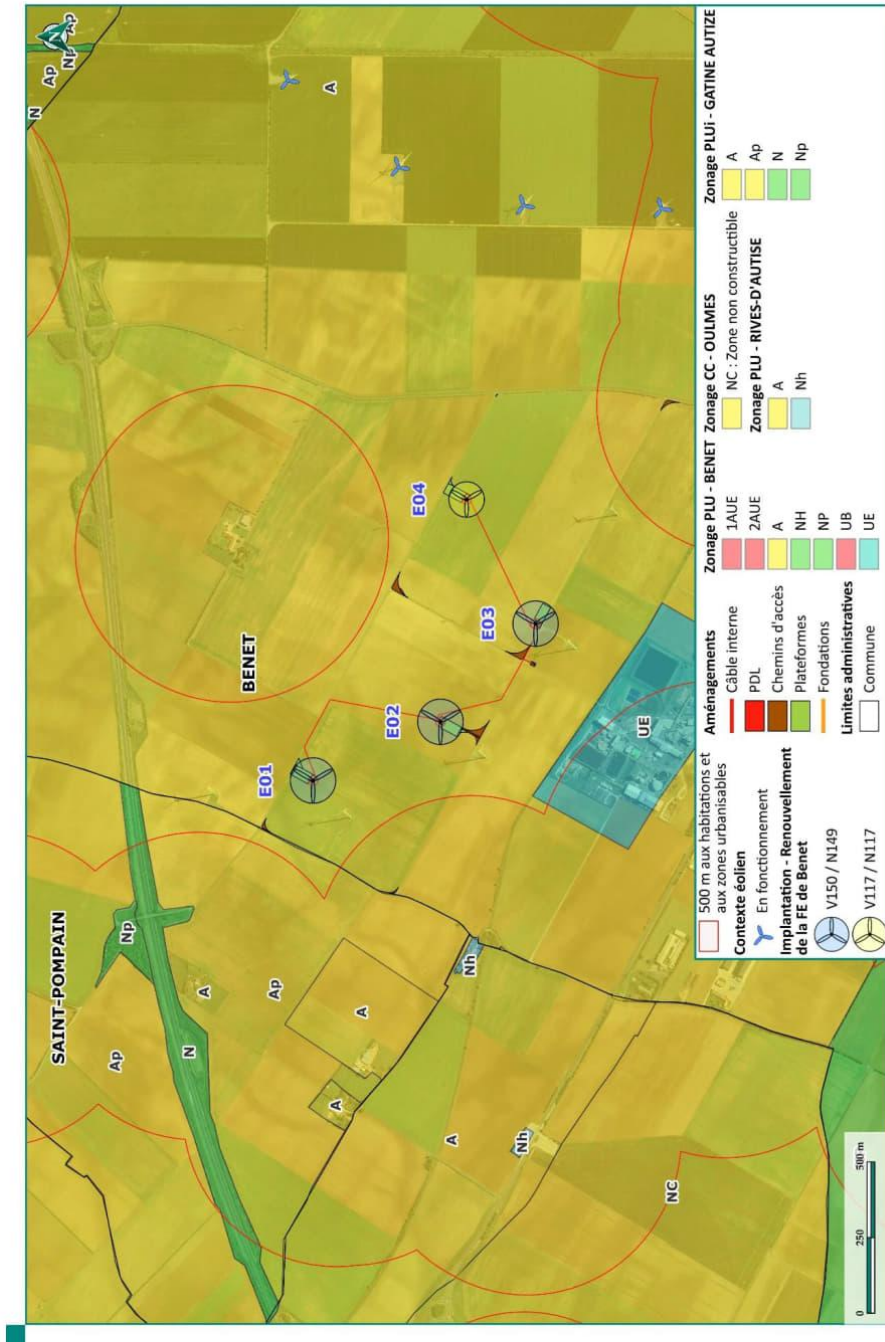 SAINT-POMPAIN
N
Ap
Np
Ap
N
Ap
Np
N
A
Ap
A
A
A
Nh
Nh
NC
BENET
E01
E02
E03
E04
UE
A
0 250 500 m
500 m aux habitations et
aux zones urbanisables
Contexte éolien
En fonctionnement
Implantation - Renouvellement
de la FE de Benet
V150 / N149
V117 / N117
Aménagements
Câble interne
PDL
Chemins d'accès
Plateformes
Fondations
Limites administratives
Commune
Zonage PLU - BENET
1AUE
2AUE
A
NH
NP
UB
UE
Zonage CC - OULMES
NC : Zone non constructible
Zonage PLU - RIVES-D'AUTISE
A
Nh
Zonage PLUi - GATINE AUTIZE
A
Ap
N
Np